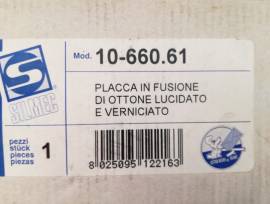 SILMEC
Mod. 10-660.61
PLACCA IN FUSIONE
DI OTTONE LUCIDATO
E VERNICIATO
pezzi
stück
pieces
piezas
1
8 025095 122163